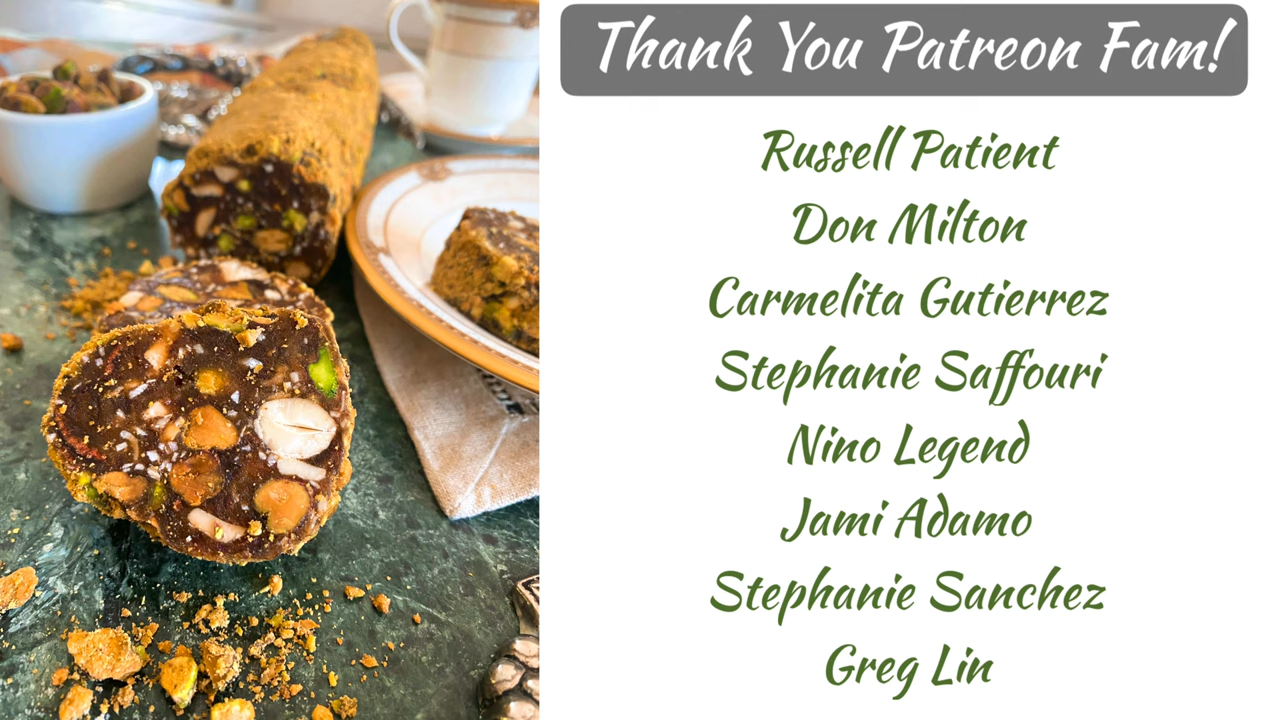 Thank You Patreon Fam!
Russell Patient
Don Milton
Carmelita Gutierrez
Stephanie Saffouri
Nino Legend
Jami Adamo
Stephanie Sanchez
Greg Lin